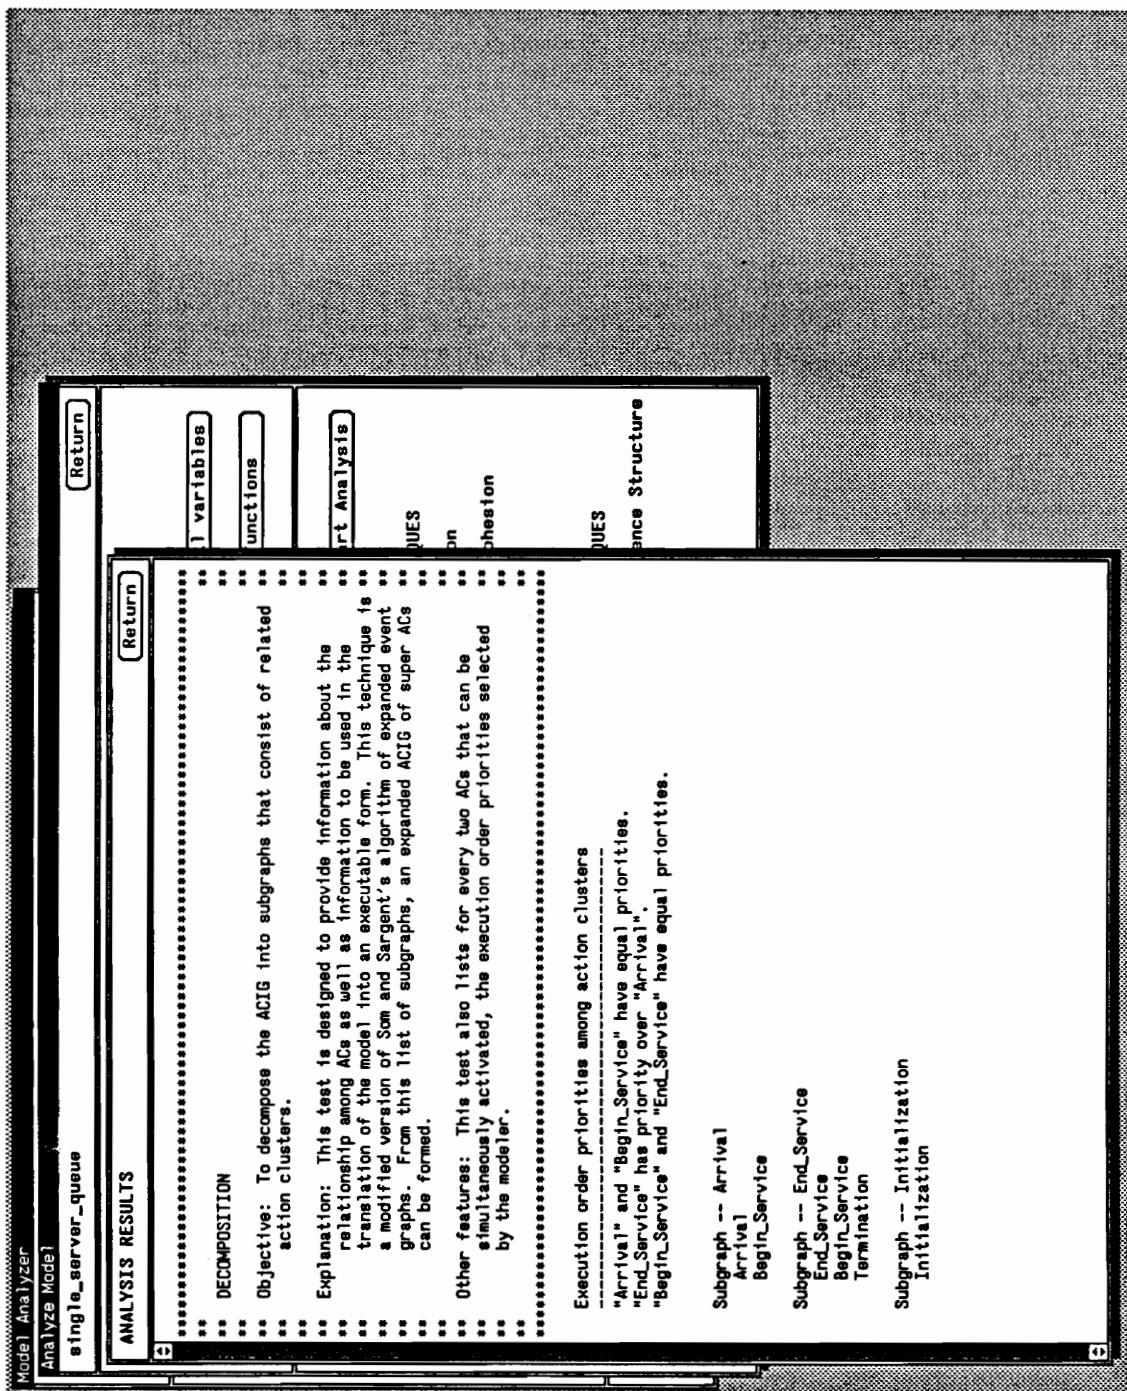 Model Analyzer
Analyze Model
single_server_queue
Return
l variables
unctions
rt Analysis
QUES
on
ohesion
QUES
ence Structure
ANALYSIS RESULTS
Return
******************************************************************************
** **
** DECOMPOSITION **
** **
** Objective: To decompose the ACIG into subgraphs that consist of related **
** action clusters. **
** **
** Explanation: This test is designed to provide information about the **
** relationship among ACs as well as information to be used in the **
** translation of the model into an executable form. This technique is **
** a modified version of Som and Sargent's algorithm of expanded event **
** graphs. From this list of subgraphs, an expanded ACIG of super ACs **
** can be formed. **
** **
** Other features: This test also lists for every two ACs that can be **
** simultaneously activated, the execution order priorities selected **
** by the modeler. **
** **
******************************************************************************
Execution order priorities among action clusters
------------------------------------------------
"Arrival" and "Begin_Service" have equal priorities.
"End_Service" has priority over "Arrival".
"Begin_Service" and "End_Service" have equal priorities.
Subgraph -- Arrival
Arrival
Begin_Service
Subgraph -- End_Service
End_Service
Begin_Service
Termination
Subgraph -- Initialization
Initialization